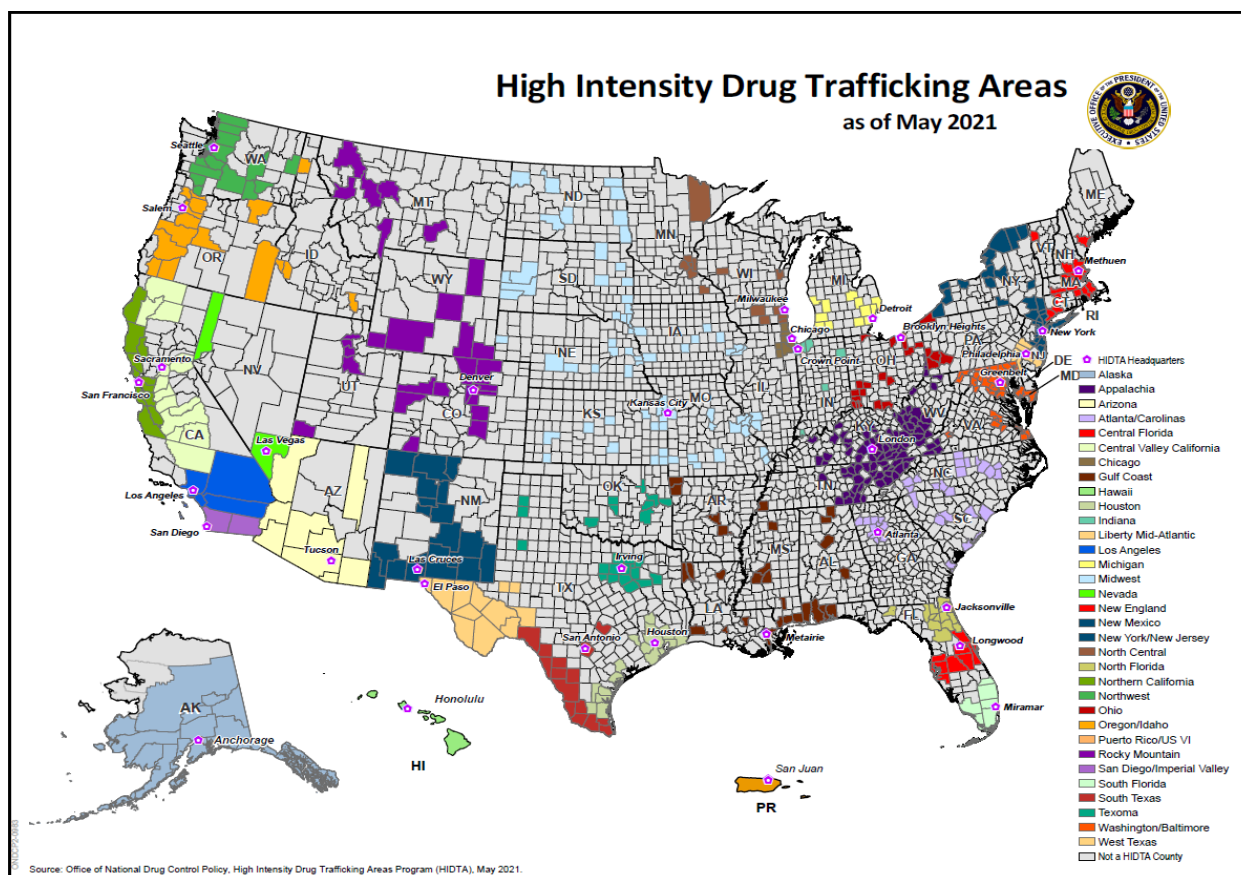 High Intensity Drug Trafficking Areas
as of May 2021
EXECUTIVE OFFICE OF THE PRESIDENT OF THE UNITED STATES
Seattle
WA
Salem
OR
ID
MT
ND
MN
WI
MI
ME
VT
NH
Methuen
MA
CT
RI
NY
New York
WY
SD
IA
NE
Milwaukee
Chicago
Crown Point
Detroit
Brooklyn Heights
PA
Philadelphia
NJ
DE
MD
Greenbelt
Sacramento
San Francisco
NV
UT
CO
Denver
KS
Kansas City
MO
IL
IN
OH
WV
VA
KY
London
CA
Las Vegas
Los Angeles
San Diego
AZ
Tucson
NM
Las Cruces
El Paso
OK
AR
TN
NC
SC
Atlanta
GA
AL
MS
LA
TX
Irving
San Antonio
Houston
Metairie
FL
Jacksonville
Longwood
Miramar
AK
Anchorage
Honolulu
HI
San Juan
PR
HIDTA Headquarters
Alaska
Appalachia
Arizona
Atlanta/Carolinas
Central Florida
Central Valley California
Chicago
Gulf Coast
Hawaii
Houston
Indiana
Liberty Mid-Atlantic
Los Angeles
Michigan
Midwest
Nevada
New England
New Mexico
New York/New Jersey
North Central
North Florida
Northern California
Northwest
Ohio
Oregon/Idaho
Puerto Rico/US VI
Rocky Mountain
San Diego/Imperial Valley
South Florida
South Texas
Texoma
Washington/Baltimore
West Texas
Not a HIDTA County
Source: Office of National Drug Control Policy, High Intensity Drug Trafficking Areas Program (HIDTA), May 2021.